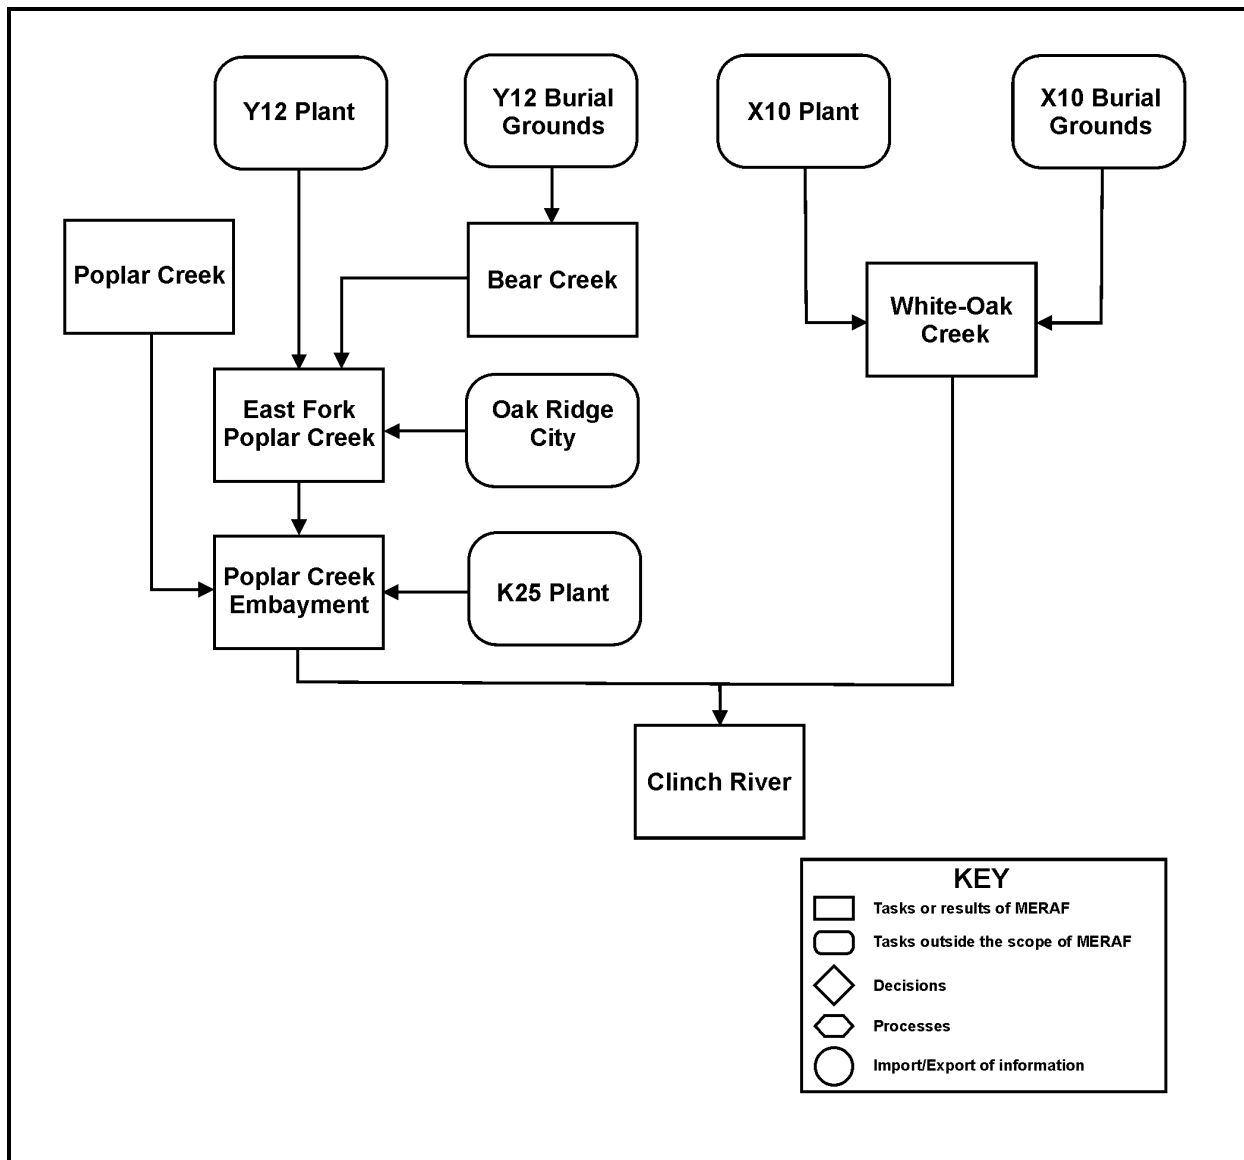 Y12 Plant
Y12 Burial
Grounds
X10 Plant
X10 Burial
Grounds
Poplar Creek
Bear Creek
White-Oak
Creek
East Fork
Poplar Creek
Oak Ridge
City
Poplar Creek
Embayment
K25 Plant
Clinch River
KEY
Tasks or results of MERAF
Tasks outside the scope of MERAF
Decisions
Processes
Import/Export of information